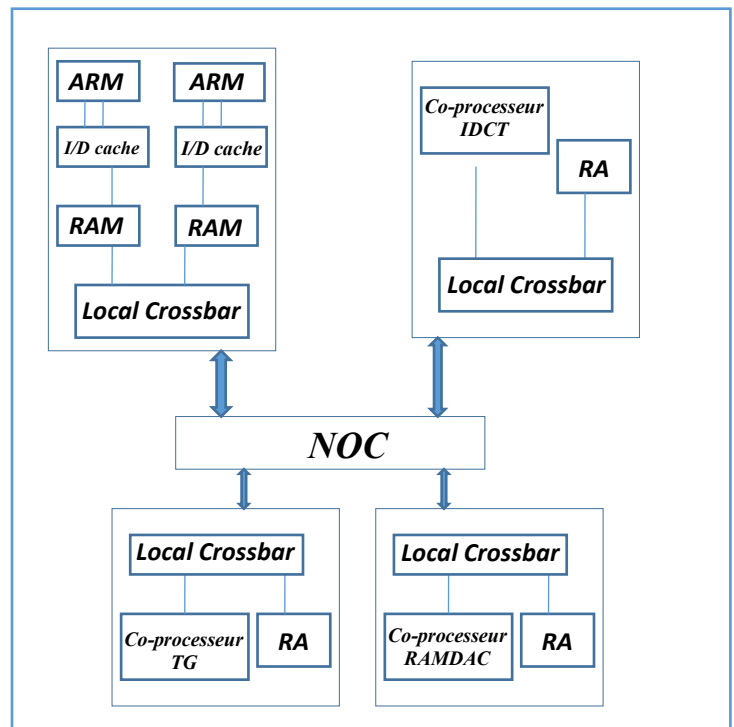 ARM
ARM
I/D cache
I/D cache
RAM
RAM
Local Crossbar
Co-processeur
IDCT
RA
Local Crossbar
NOC
Local Crossbar
Co-processeur
TG
RA
Local Crossbar
Co-processeur
RAMDAC
RA